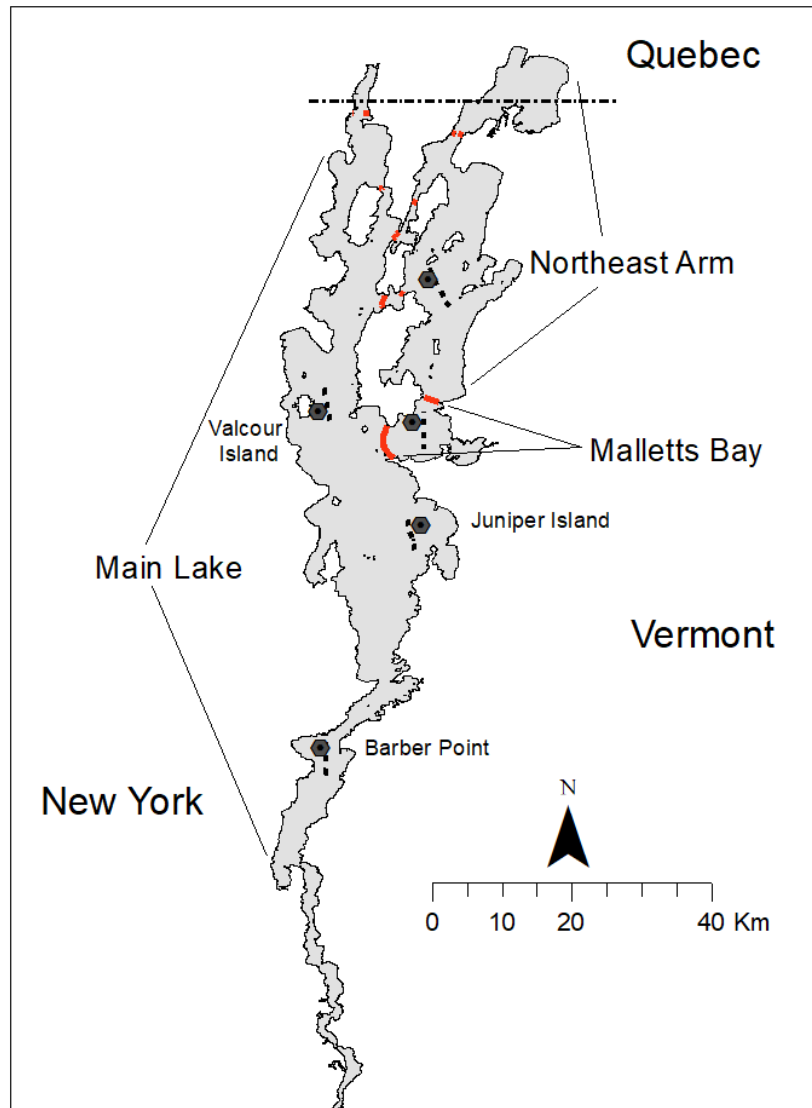 Quebec
Northeast Arm
Valcour
Island
Malletts Bay
Juniper Island
Main Lake
Vermont
Barber Point
New York
N
0 10 20 40 Km